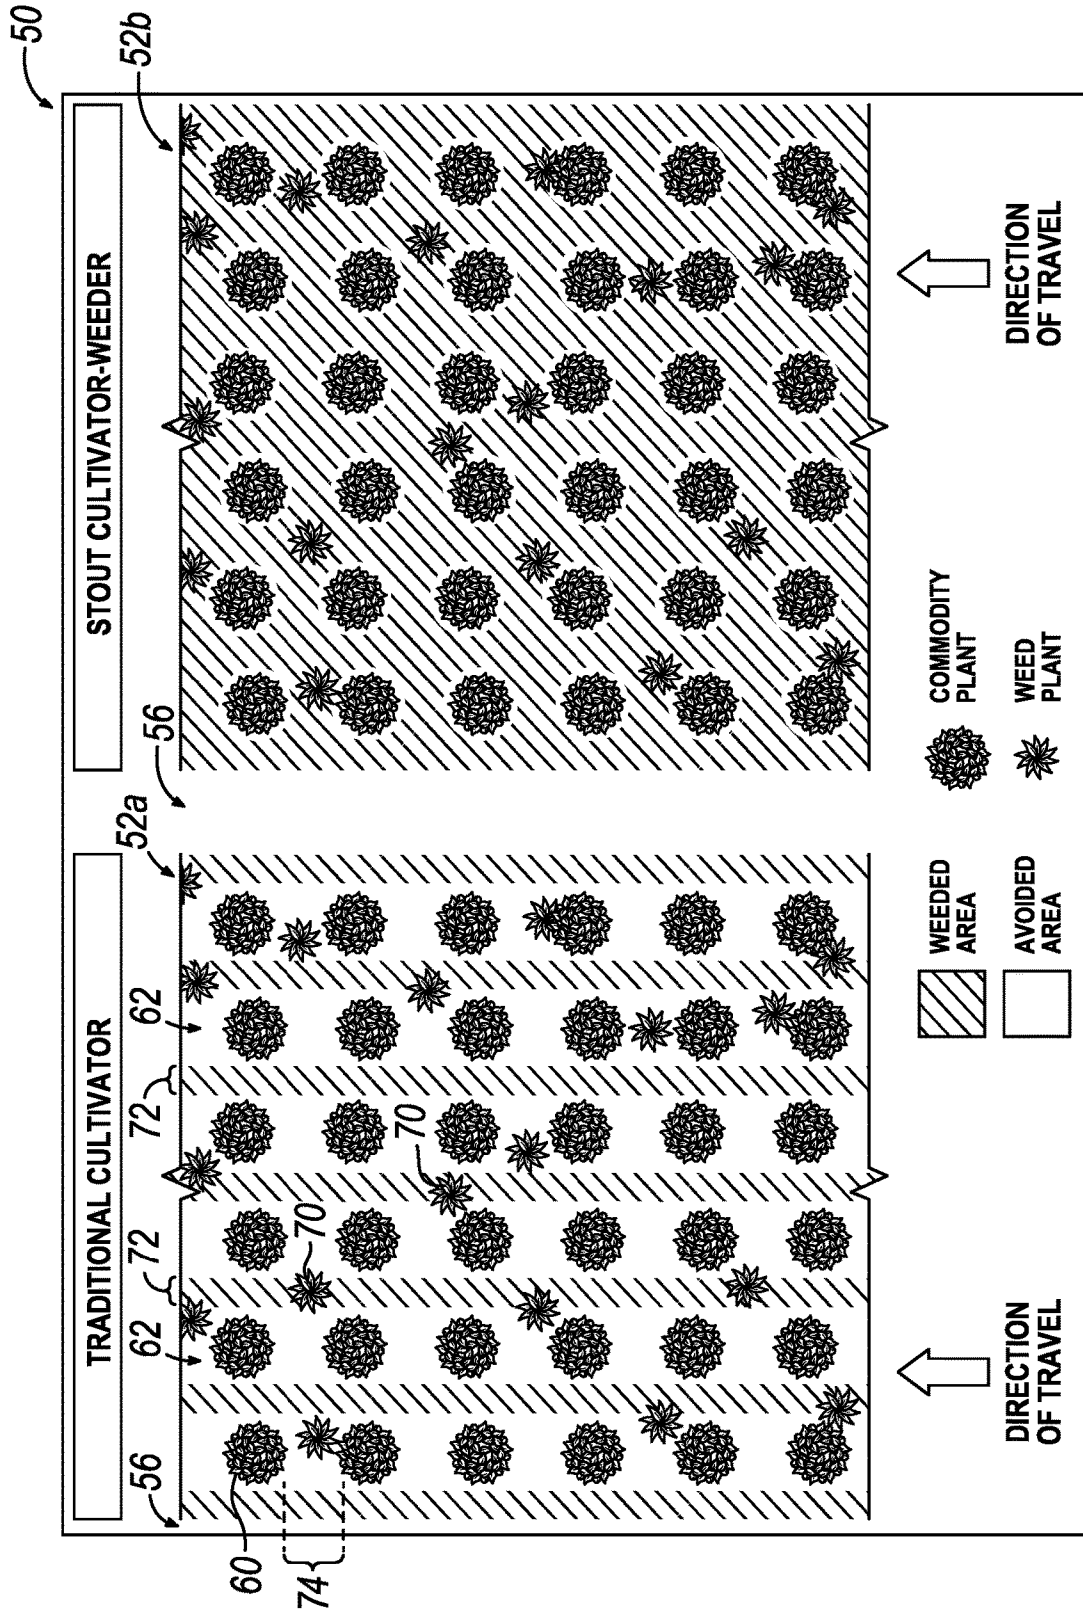 50
TRADITIONAL CULTIVATOR
STOUT CULTIVATOR-WEEDER
56
62
72
62
72
52a
56
52b
60
74
70
70
DIRECTION
OF TRAVEL
WEEDED
AREA
AVOIDED
AREA
COMMODITY
PLANT
WEED
PLANT
DIRECTION
OF TRAVEL